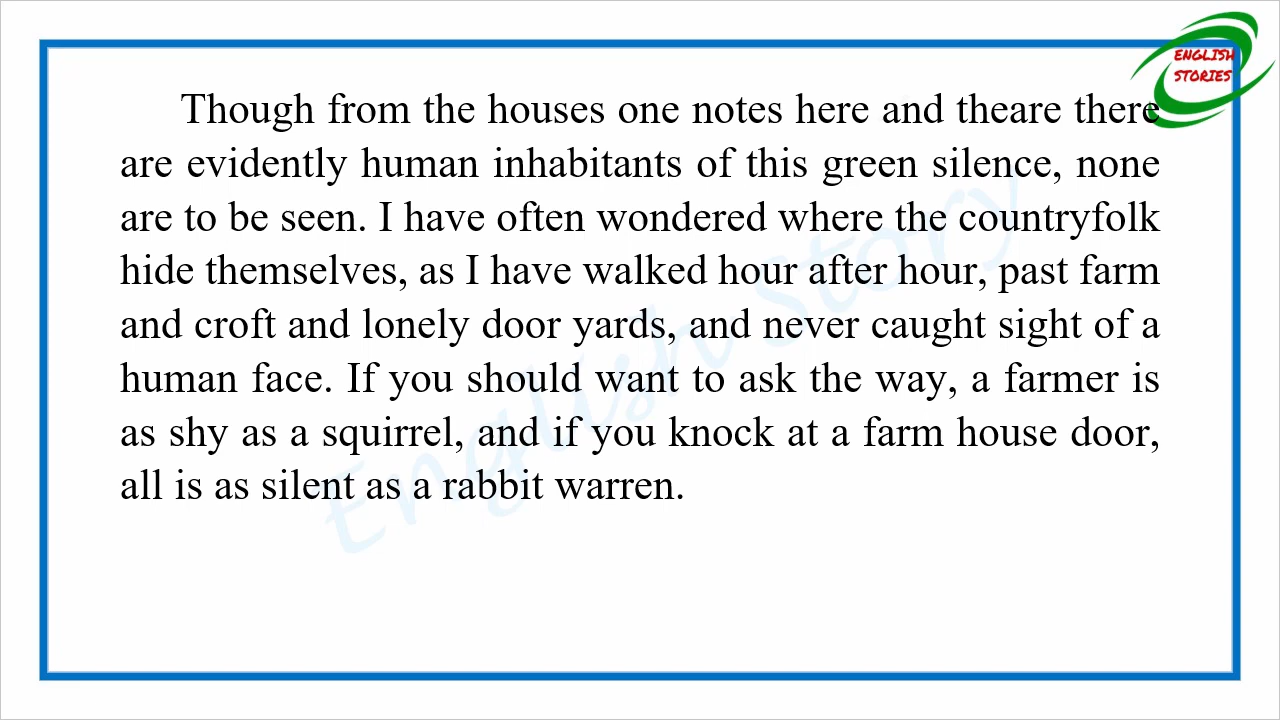 ENGLISH
STORIES
Though from the houses one notes here and theare there
are evidently human inhabitants of this green silence, none
are to be seen. I have often wondered where the countryfolk
hide themselves, as I have walked hour after hour, past farm
and croft and lonely door yards, and never caught sight of a
human face. If you should want to ask the way, a farmer is
as shy as a squirrel, and if you knock at a farm house door,
all is as silent as a rabbit warren.
English Story